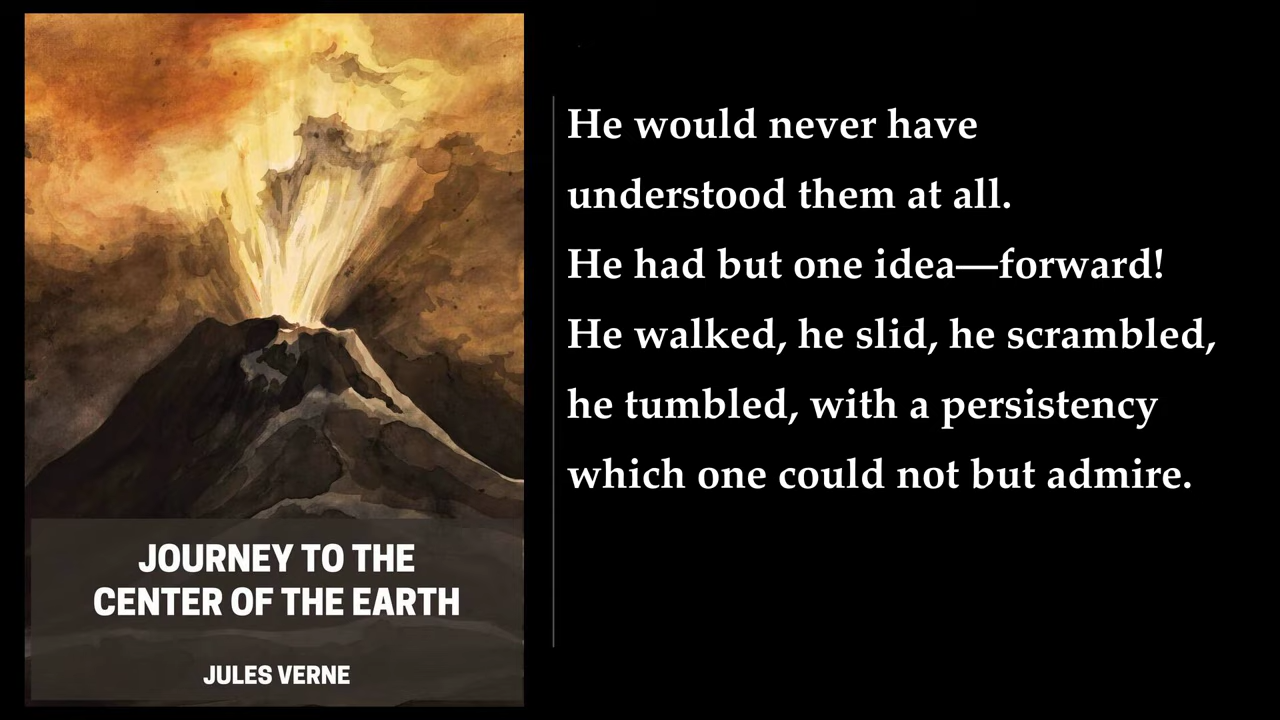 JOURNEY TO THE
CENTER OF THE EARTH
JULES VERNE
He would never have
understood them at all.
He had but one idea—forward!
He walked, he slid, he scrambled,
he tumbled, with a persistency
which one could not but admire.